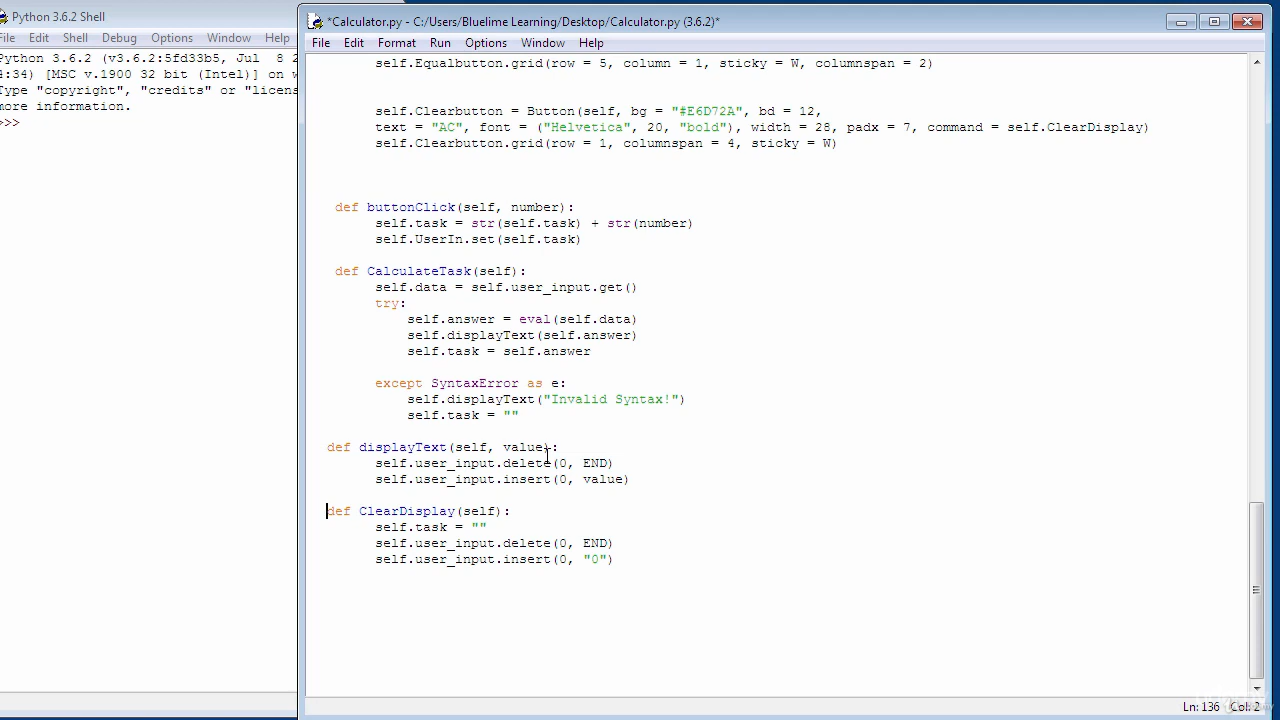 Python 3.6.2 Shell
File Edit Shell Debug Options Window Help
Python 3.6.2 (v3.6.2:5fd33b5, Jul 8 2
4:34) [MSC v.1900 32 bit (Intel)] on w
Type "copyright", "credits" or "licens
more information.
>>>
*Calculator.py - C:/Users/Bluelime Learning/Desktop/Calculator.py (3.6.2)*
File Edit Format Run Options Window Help
self.Equalbutton.grid(row = 5, column = 1, sticky = W, columnspan = 2)
self.Clearbutton = Button(self, bg = "#E6D72A", bd = 12,
text = "AC", font = ("Helvetica", 20, "bold"), width = 28, padx = 7, command = self.ClearDisplay)
self.Clearbutton.grid(row = 1, columnspan = 4, sticky = W)
def buttonClick(self, number):
self.task = str(self.task) + str(number)
self.UserIn.set(self.task)
def CalculateTask(self):
self.data = self.user_input.get()
try:
self.answer = eval(self.data)
self.displayText(self.answer)
self.task = self.answer
except SyntaxError as e:
self.displayText("Invalid Syntax!")
self.task = ""
def displayText(self, value):
self.user_input.delete(0, END)
self.user_input.insert(0, value)
def ClearDisplay(self):
self.task = ""
self.user_input.delete(0, END)
self.user_input.insert(0, "0")
Ln: 136 Col: 2